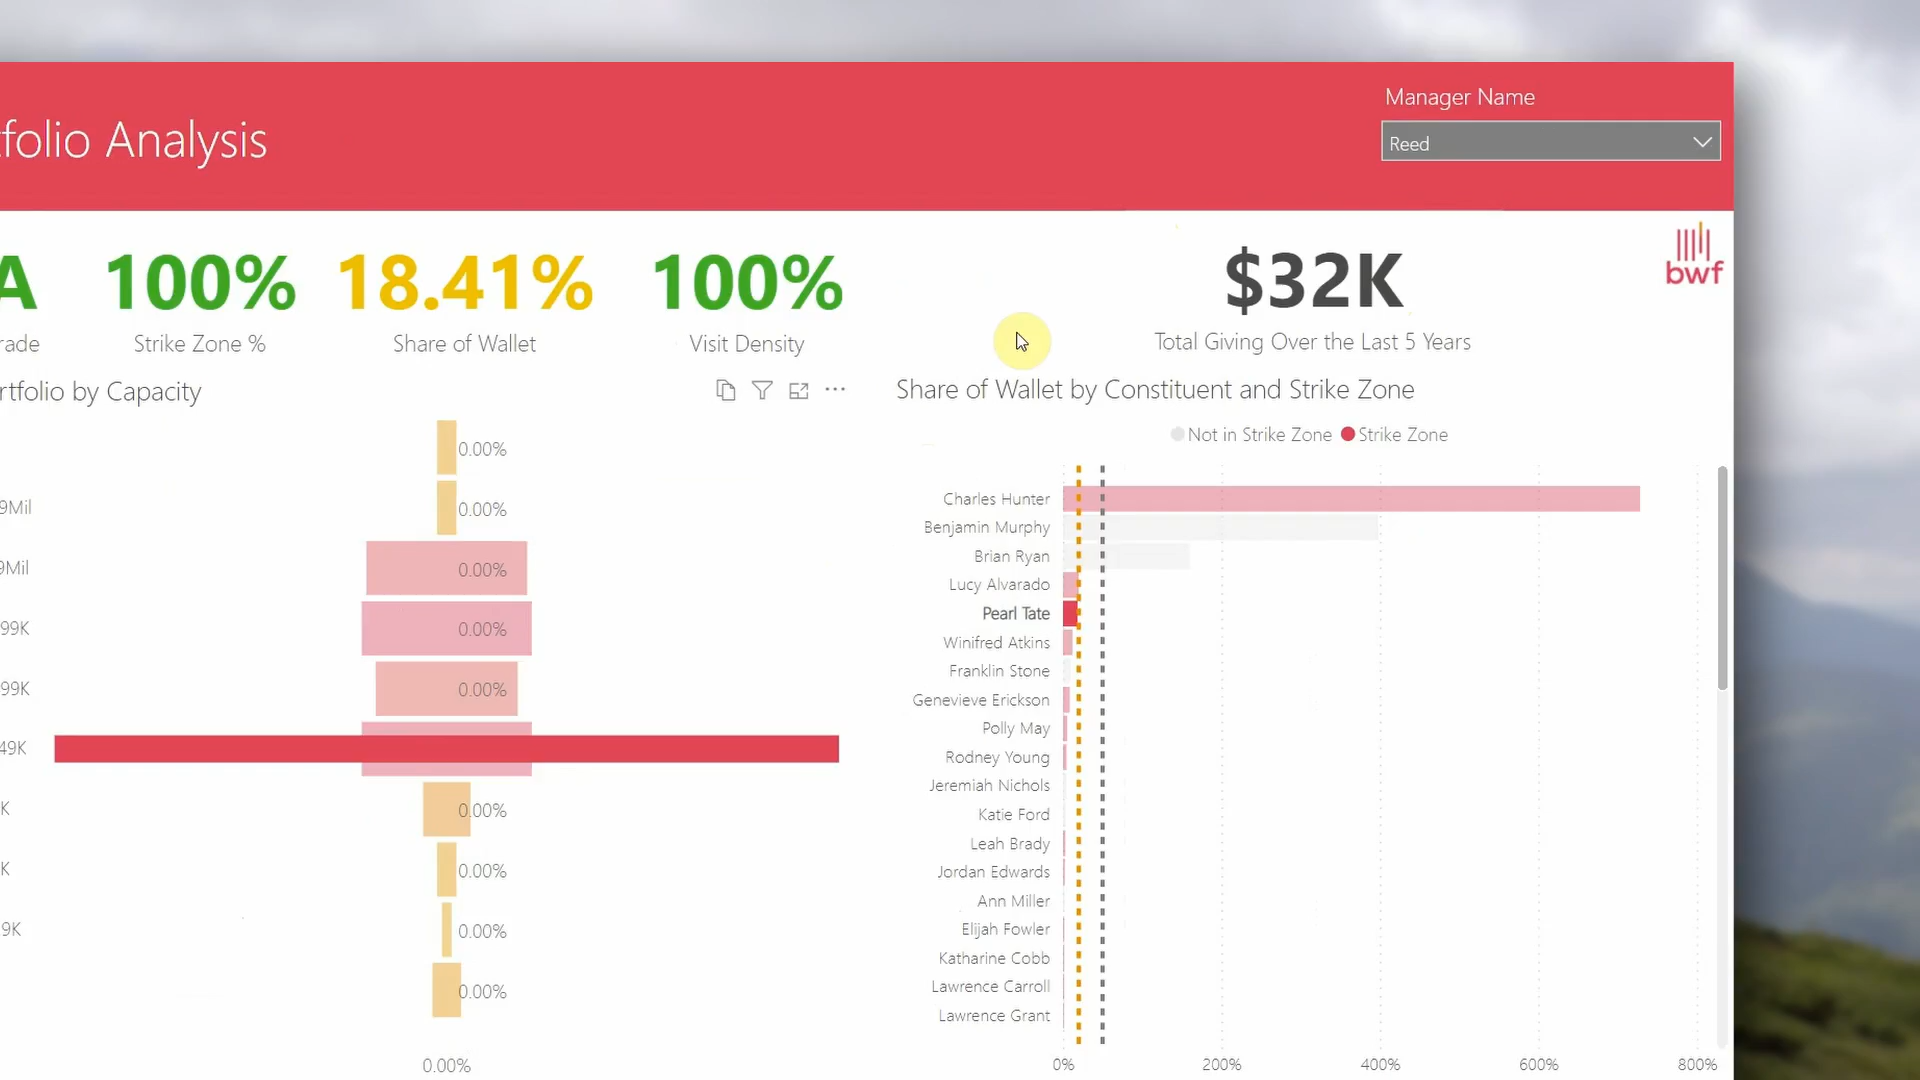 Manager Name
tfolio Analysis
Reed
A
100%
18.41%
100%
$32K
bwf
rade
Strike Zone %
Share of Wallet
Visit Density
Total Giving Over the Last 5 Years
rtfolio by Capacity
Share of Wallet by Constituent and Strike Zone
Not in Strike Zone
Strike Zone
0.00%
9Mil
0.00%
9Mil
0.00%
99K
0.00%
99K
0.00%
49K
K
0.00%
K
0.00%
9K
0.00%
0.00%
0.00%
Charles Hunter
Benjamin Murphy
Brian Ryan
Lucy Alvarado
Pearl Tate
Winifred Atkins
Franklin Stone
Genevieve Erickson
Polly May
Rodney Young
Jeremiah Nichols
Katie Ford
Leah Brady
Jordan Edwards
Ann Miller
Elijah Fowler
Katharine Cobb
Lawrence Carroll
Lawrence Grant
0%
200%
400%
600%
800%